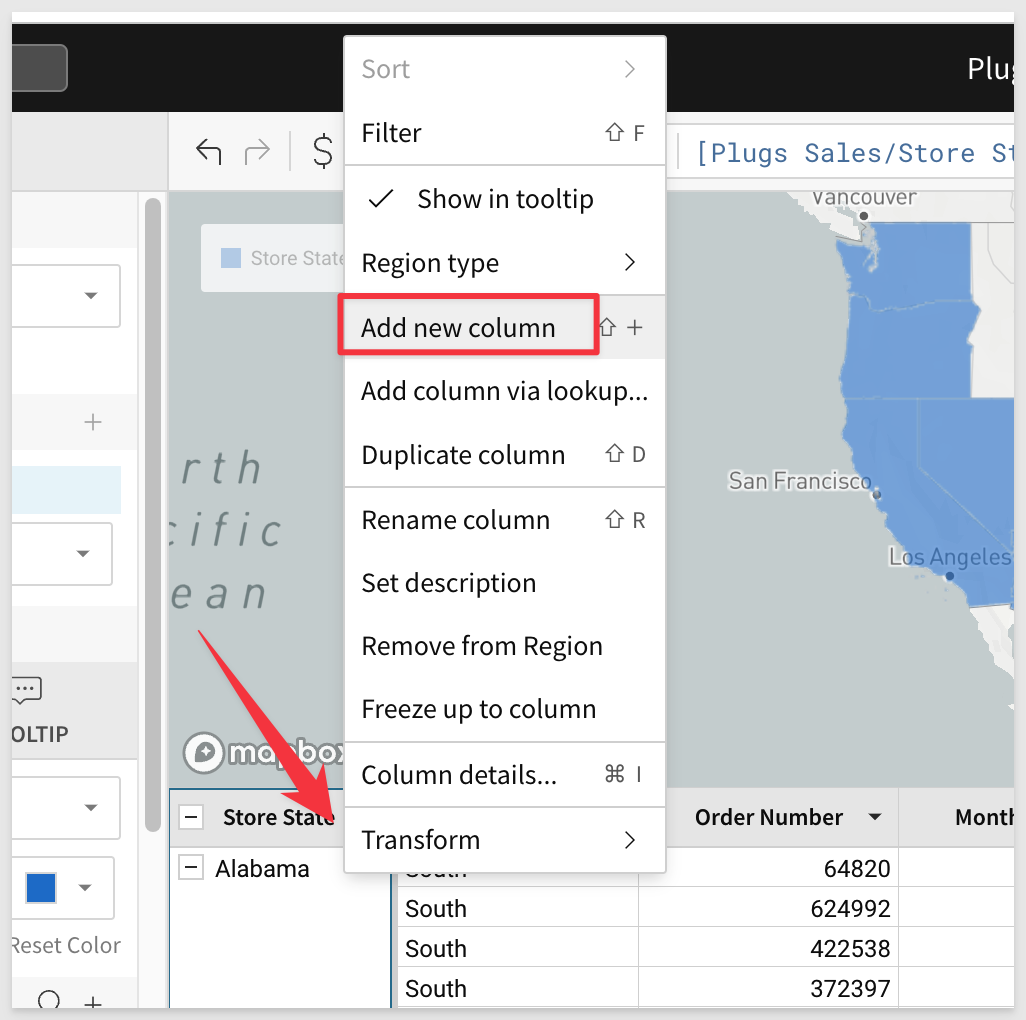 Sort
Plug
Filter ⇧ F
$
[Plugs Sales/Store St
✓ Show in tooltip
Vancouver
Store State
Region type
Add new column ⇧ +
Add column via lookup...
Duplicate column ⇧ D
rth
cific
ean
San Francisco
Rename column ⇧ R
Los Angeles
Set description
Remove from Region
Freeze up to column
OLTIP
mapbox
Column details... ⌘ I
Store State
Order Number
Month
Transform
Alabama
South 64820
South 624992
South 422538
South 372397
Reset Color